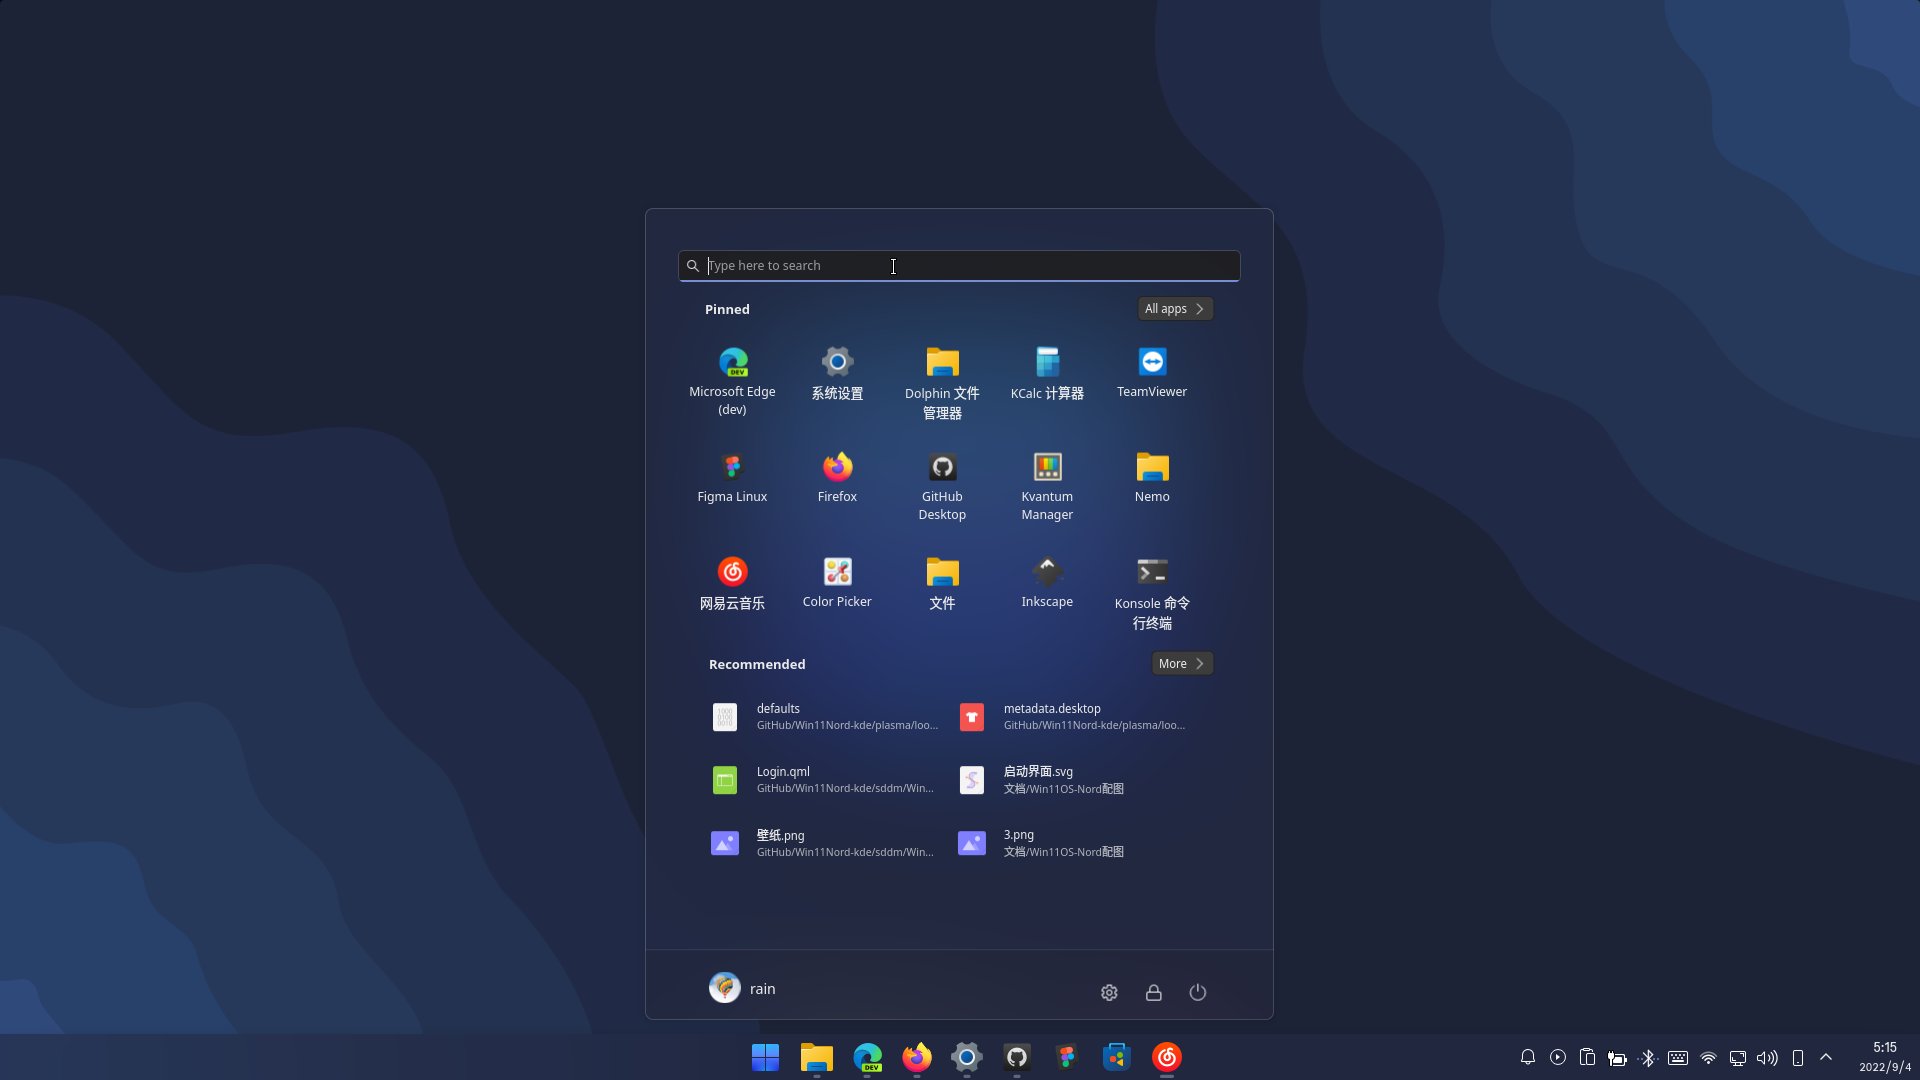 Type here to search
Pinned
All apps
Microsoft Edge
(dev)
系统设置
Dolphin 文件
管理器
KCalc 计算器
TeamViewer
Figma Linux
Firefox
GitHub
Desktop
Kvantum
Manager
Nemo
网易云音乐
Color Picker
文件
Inkscape
Konsole 命令
行终端
Recommended
More
defaults
GitHub/Win11Nord-kde/plasma/loo...
metadata.desktop
GitHub/Win11Nord-kde/plasma/loo...
Login.qml
GitHub/Win11Nord-kde/sddm/Win...
启动界面.svg
文档/Win11OS-Nord配图
壁纸.png
GitHub/Win11Nord-kde/sddm/Win...
3.png
文档/Win11OS-Nord配图
rain
DEV
5:15
2022/9/4